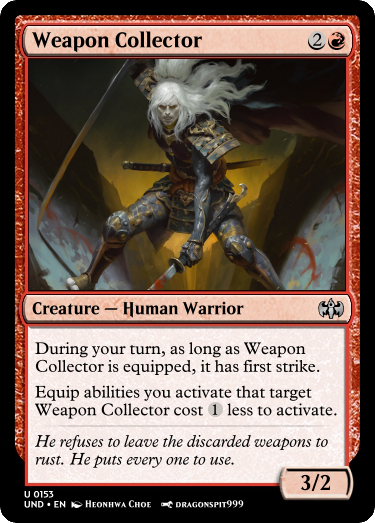 Weapon Collector 2
Creature — Human Warrior
During your turn, as long as Weapon
Collector is equipped, it has first strike.
Equip abilities you activate that target
Weapon Collector cost 1 less to activate.
He refuses to leave the discarded weapons to
rust. He puts every one to use.
3/2
U 0153
UND • EN Heonhwa Choe dragonspit999